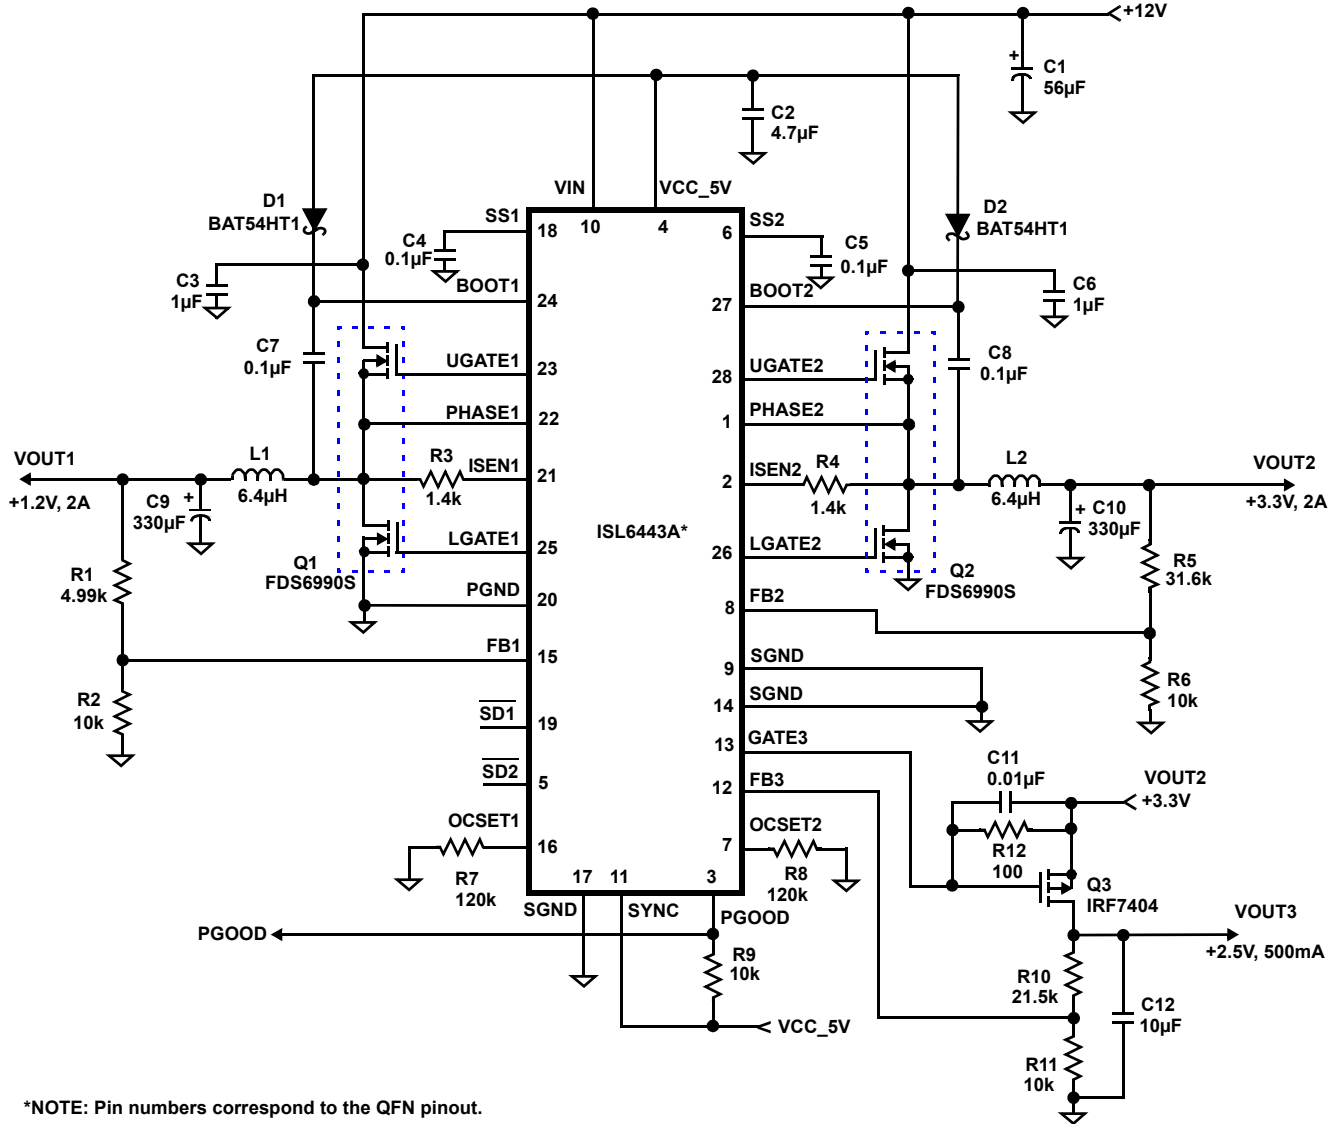 +12V
+
C1
56µF
C2
4.7µF
VIN
VCC_5V
D1
BAT54HT1
D2
BAT54HT1
SS1
18
10
4
6
SS2
C4
0.1µF
C5
0.1µF
C3
1µF
C6
1µF
BOOT1
24
27
BOOT2
C7
0.1µF
C8
0.1µF
UGATE1
23
28
UGATE2
PHASE1
22
1
PHASE2
VOUT1
+1.2V, 2A
L1
6.4µH
C9
+
330µF
R3
1.4k
ISEN1
21
2
ISEN2
R4
1.4k
L2
6.4µH
VOUT2
+3.3V, 2A
+ C10
330µF
ISL6443A*
LGATE1
25
26
LGATE2
Q1
FDS6990S
Q2
FDS6990S
R1
4.99k
R5
31.6k
PGND
20
8
FB2
FB1
15
9
SGND
R2
10k
R6
10k
14
SGND
SD1
19
13
GATE3
SD2
5
12
FB3
C11
0.01µF
VOUT2
+3.3V
R12
100
OCSET1
16
7
OCSET2
R7
120k
R8
120k
Q3
IRF7404
17
11
3
SGND
SYNC
PGOOD
PGOOD
R9
10k
VCC_5V
VOUT3
+2.5V, 500mA
R10
21.5k
C12
10µF
R11
10k
*NOTE: Pin numbers correspond to the QFN pinout.